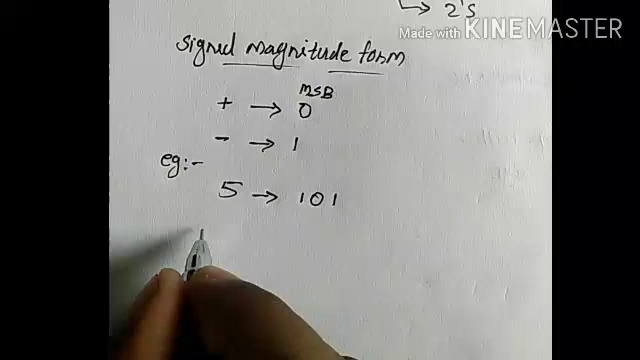 ↳ 2's
Made with KINEMASTER
signed magnitude form
MSB
+ → 0
- → 1
eg:-
5 → 101